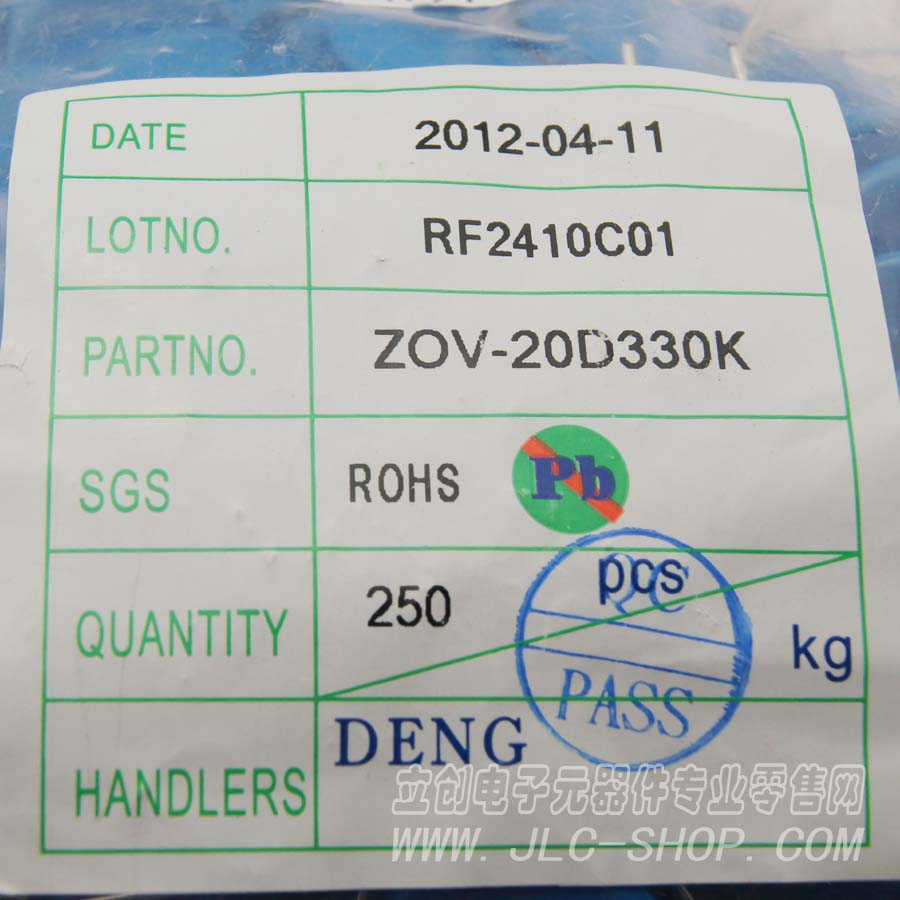 DATE 2012-04-11
LOTNO. RF2410C01
PARTNO. ZOV-20D330K
SGS ROHS Pb
QUANTITY 250 pcs kg
QC
PASS
HANDLERS DENG
立创电子元器件专业零售网
WWW.JLC-SHOP.COM